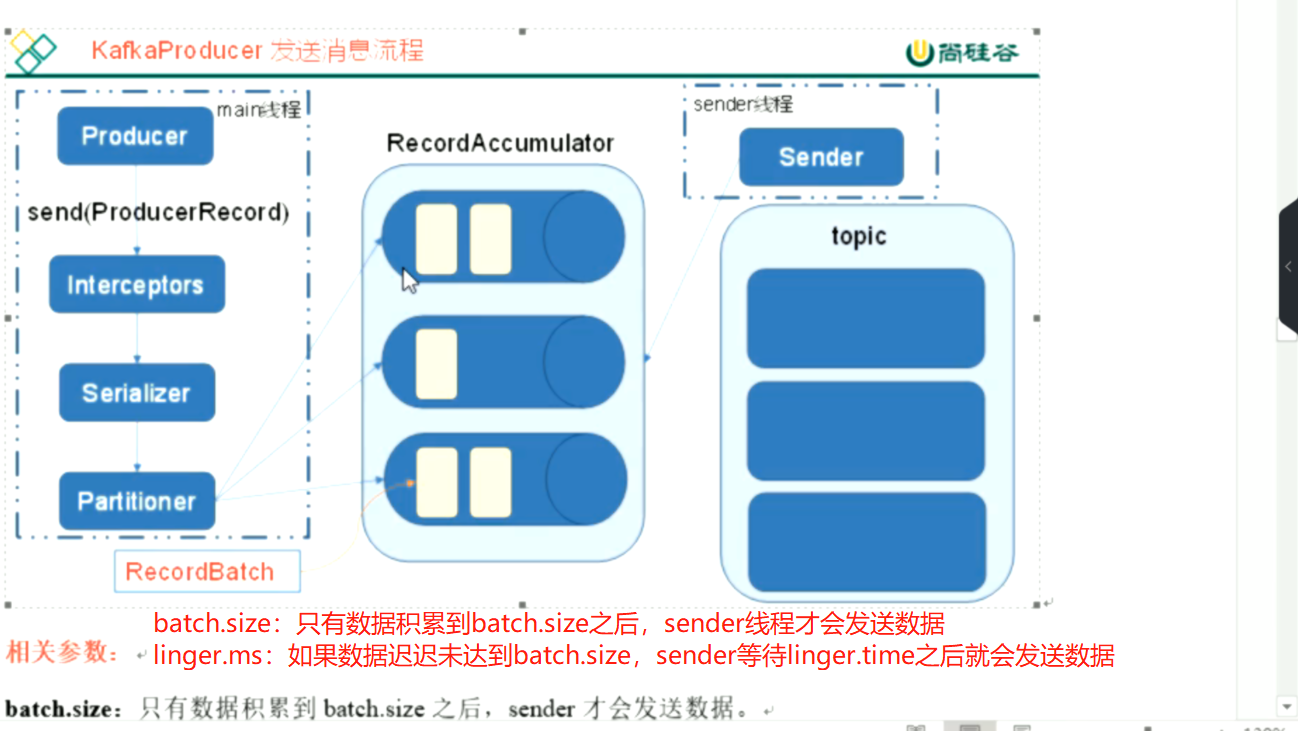 KafkaProducer 发送消息流程
尚硅谷
main线程
Producer
send(ProducerRecord)
Interceptors
Serializer
Partitioner
RecordBatch
RecordAccumulator
sender线程
Sender
topic
batch.size：只有数据积累到batch.size之后，sender线程才会发送数据
相关参数：
linger.ms：如果数据迟迟未达到batch.size，sender等待linger.time之后就会发送数据
batch.size：只有数据积累到 batch.size 之后，sender 才会发送数据。